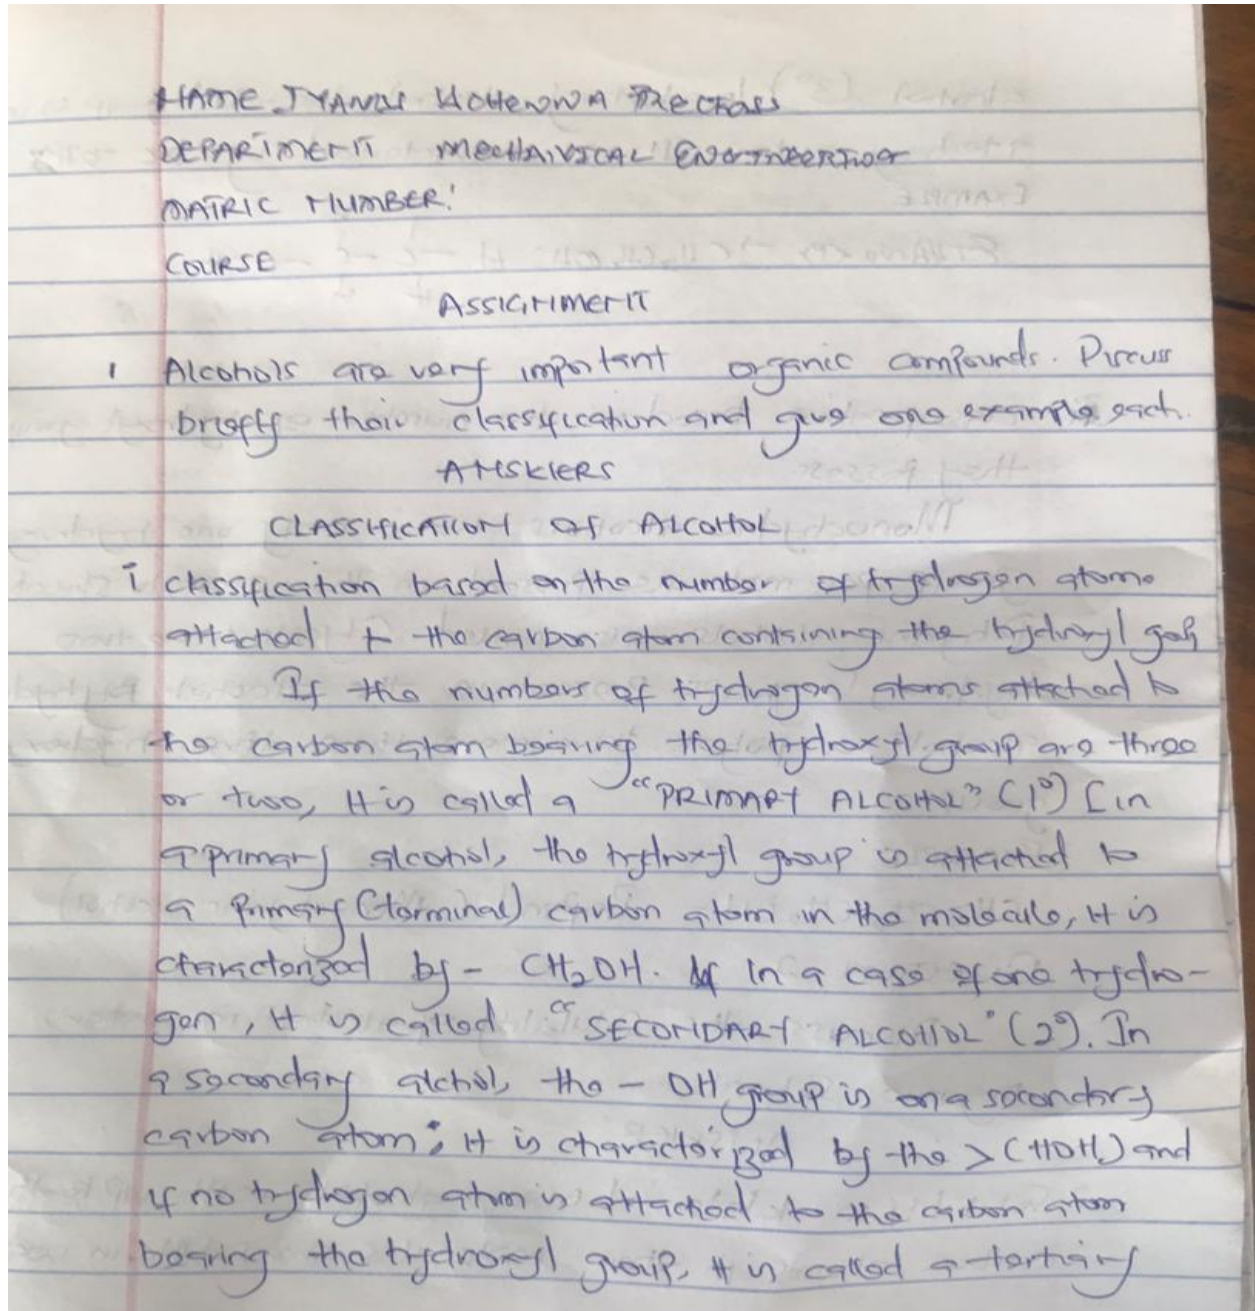 NAME
DEPARTMENT MECHANICAL ENGINEERING
MATRIC NUMBER:
COURSE
ASSIGNMENT
1 Alcohols are very important organic compounds. Discuss
briefly their classification and give one example each.
ANSWERS
CLASSIFICATION OF ALCOHOL
i classification based on the number of hydrogen atoms
attached to the carbon atom containing the hydroxyl
If the numbers of hydrogen atoms attached to
the carbon atom bearing the hydroxyl group are three
or two, it is called a "PRIMARY ALCOHOL" (1°) [in
a primary alcohol, the hydroxyl group is attached to
a primary (terminal) carbon atom in the molecule, it is
characterized by - CH₂OH. In a case of one hydro-
gen, it is called "SECONDARY ALCOHOL" (2°). In
a secondary alchol, the - OH group is on a secondary
carbon atom; it is characterized by the >CHOH) and
if no hydrogen atom is attached to the carbon atom
bearing the hydroxyl group, it is called a tertiary